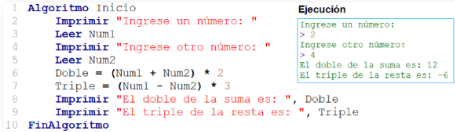 1 Algoritmo Inicio
2 Imprimir "Ingrese un número: "
3 Leer Num1
4 Imprimir "Ingrese otro número: "
5 Leer Num2
6 Doble = (Num1 + Num2) * 2
7 Triple = (Num1 - Num2) * 3
8 Imprimir "El doble de la suma es: ", Doble
9 Imprimir "El triple de la resta es: ", Triple
10 FinAlgoritmo
Ejecución
Ingrese un número:
> 2
Ingrese otro número:
> 4
El doble de la suma es: 12
El triple de la resta es: -6